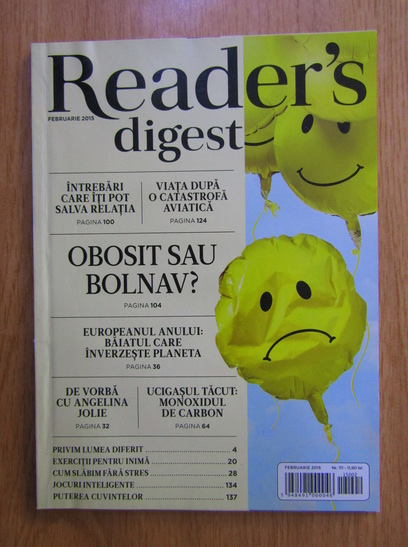 Reader's
FEBRUARIE 2015
digest
ÎNTREBĂRI
CARE ÎȚI POT
SALVA RELAȚIA
PAGINA 100
VIAȚA DUPĂ
O CATASTROFĂ
AVIATICĂ
PAGINA 124
OBOSIT SAU
BOLNAV?
PAGINA 104
EUROPEANUL ANULUI:
BĂIATUL CARE
ÎNVERZEȘTE PLANETA
PAGINA 36
DE VORBĂ
CU ANGELINA
JOLIE
PAGINA 32
UCIGAȘUL TĂCUT:
MONOXIDUL
DE CARBON
PAGINA 64
PRIVIM LUMEA DIFERIT 4
EXERCIȚII PENTRU INIMĂ 20
CUM SLĂBIM FĂRĂ STRES 28
JOCURI INTELIGENTE 134
PUTEREA CUVINTELOR 137
FEBRUARIE 2015